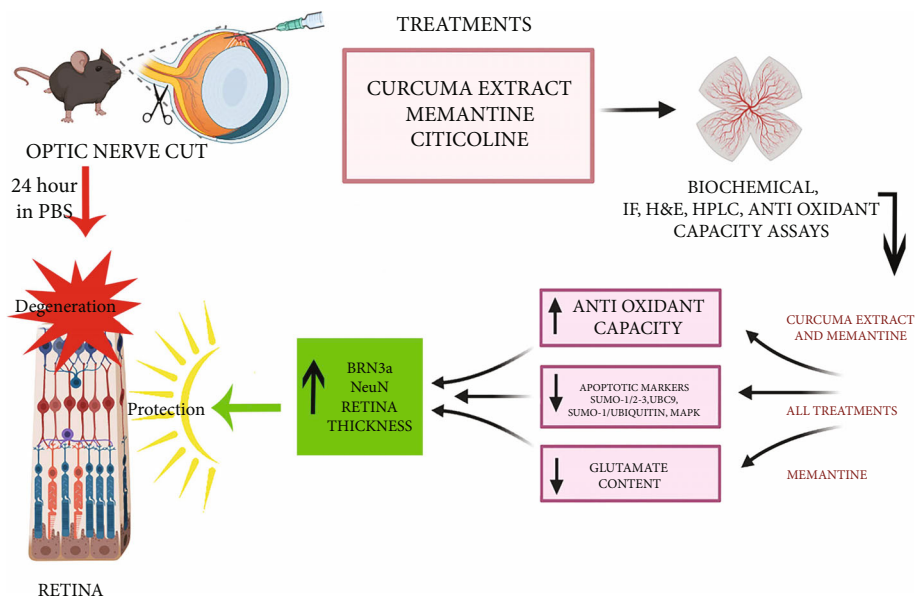 TREATMENTS
CURCUMA EXTRACT
MEMANTINE
CITICOLINE
OPTIC NERVE CUT
24 hour
in PBS
BIOCHEMICAL,
IF, H&E, HPLC, ANTI OXIDANT
CAPACITY ASSAYS
Degeneration
Protection
BRN3a
NeuN
RETINA
THICKNESS
ANTI OXIDANT
CAPACITY
APOPTOTIC MARKERS
SUMO-1/2-3,UBC9,
SUMO-1/UBIQUITIN, MAPK
GLUTAMATE
CONTENT
CURCUMA EXTRACT
AND MEMANTINE
ALL TREATMENTS
MEMANTINE
RETINA